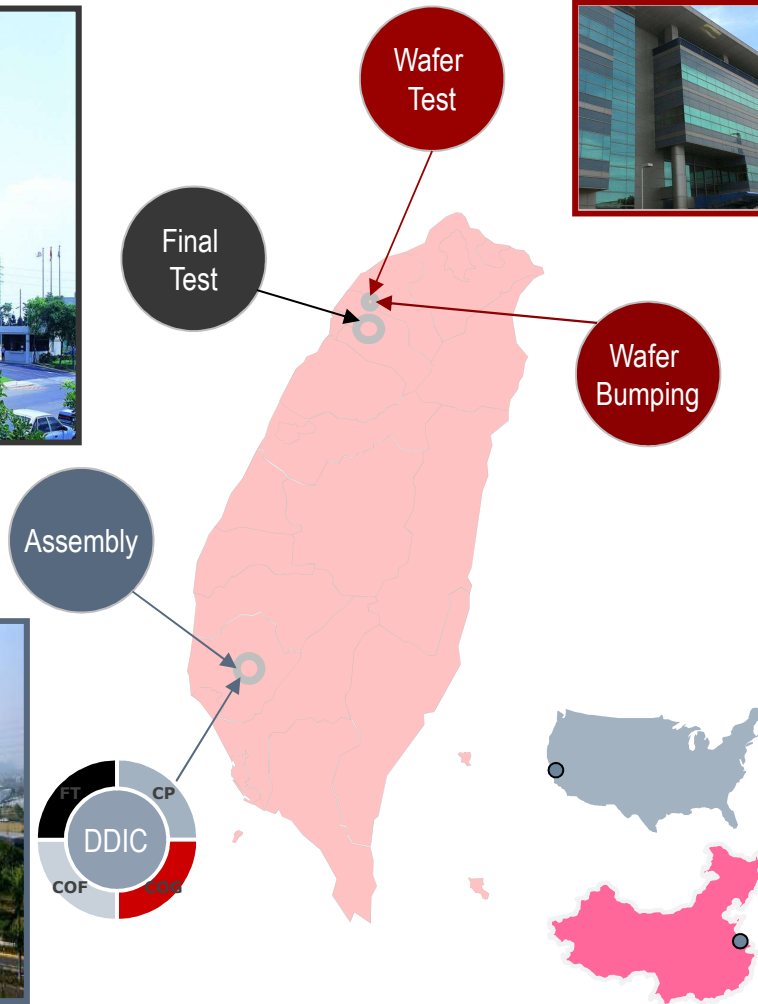 Wafer
Test
Final
Test
Wafer
Bumping
Assembly
FT
CP
DDIC
COF
COG